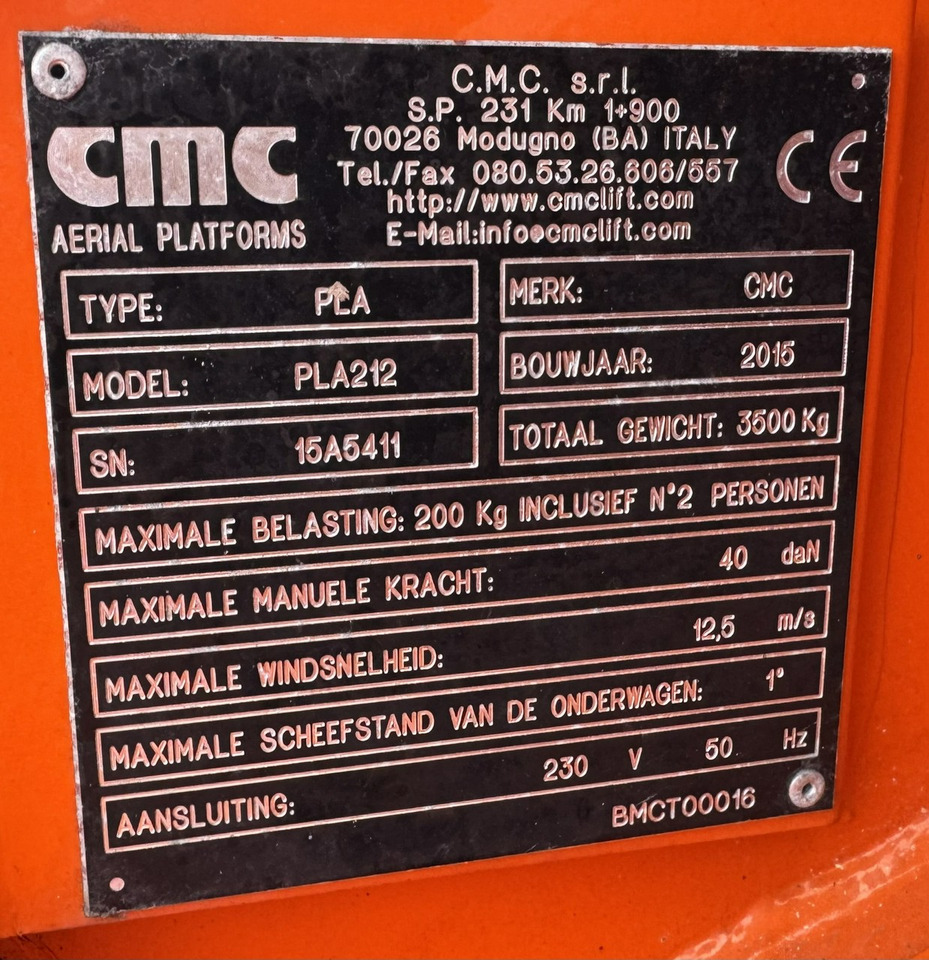 C.M.C. s.r.l.
S.P. 231 Km 1+900
70026 Modugno (BA) ITALY
Tel./Fax 080.53.26.606/557
http://www.cmclift.com
E-Mail:info@cmclift.com
CMC
AERIAL PLATFORMS
CE
TYPE: PLA
MERK: CMC
MODEL: PLA212
BOUWJAAR: 2015
SN: 15A5411
TOTAAL GEWICHT: 3500 Kg
MAXIMALE BELASTING: 200 Kg INCLUSIEF N°2 PERSONEN
MAXIMALE MANUELE KRACHT: 40 daN
MAXIMALE WINDSNELHEID: 12,5 m/s
MAXIMALE SCHEEFSTAND VAN DE ONDERWAGEN: 1°
AANSLUITING: 230 V 50 Hz
BMCT00016